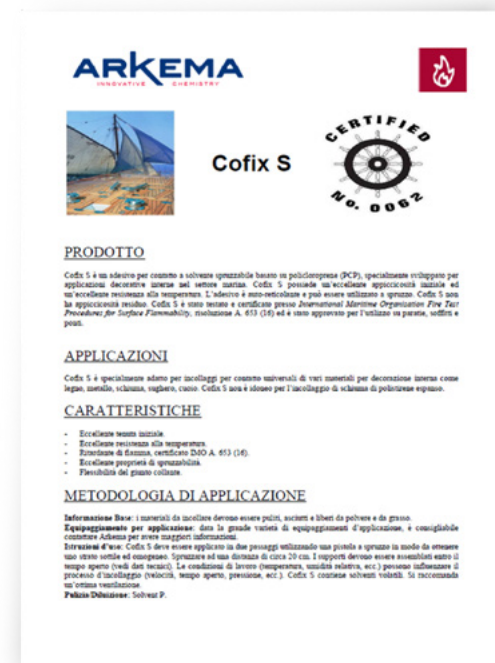 ARKEMA
INNOVATIVE CHEMISTRY
Cofix S
CERTIFIED
No. 0062
PRODOTTO
Cofix S è un adesivo per contatto a solvente spruzzabile basato su policloroprene (PCP), specialmente sviluppato per
applicazioni decorative interne nel settore marina. Cofix S possiede un'eccellente appiccicosità iniziale ed
un'eccellente resistenza alla temperatura. L'adesivo è auto-reticolante e può essere utilizzato a spruzzo. Cofix S non
ha appiccicosità residuo. Cofix S è stato testato e certificato presso International Maritime Organisation Fire Test
Procedures for Surface Flammability, risoluzione A. 653 (16) ed è stato approvato per l'utilizzo su paratie, soffitti e
ponti.
APPLICAZIONI
Cofix S è specialmente adatto per incollaggi per contatto universali di vari materiali per decorazione interna come
legno, metallo, schiuma, sughero, cuoio. Cofix S non è idoneo per l'incollaggio di schiuma di polistirene espanso.
CARATTERISTICHE
- Eccellente tenuta iniziale.
- Eccellente resistenza alla temperatura.
- Ritardante di fiamma, certificato IMO A. 653 (16).
- Eccellente proprietà di spruzzabilità.
- Flessibilità del giunto collante.
METODOLOGIA DI APPLICAZIONE
Informazione Base: i materiali da incollare devono essere puliti, asciutti e liberi da polvere e da grasso.
Equipaggiamento per applicazione: data la grande varietà di equipaggiamenti d'applicazione, è consigliabile
contattare Arkema per avere maggiori informazioni.
Istruzioni d'uso: Cofix S deve essere applicato in due passaggi utilizzando una pistola a spruzzo in modo da ottenere
uno strato sottile ed omogeneo. Spruzzare ad una distanza di circa 20 cm. I supporti devono essere assemblati entro il
tempo aperto (vedi dati tecnici). Le condizioni di lavoro (temperatura, umidità relativa, ecc.) possono influenzare il
processo d'incollaggio (velocità, tempo aperto, pressione, ecc.). Cofix S contiene solventi volatili. Si raccomanda
un'ottima ventilazione.
Pulizia/Diluizione: Solvent P.